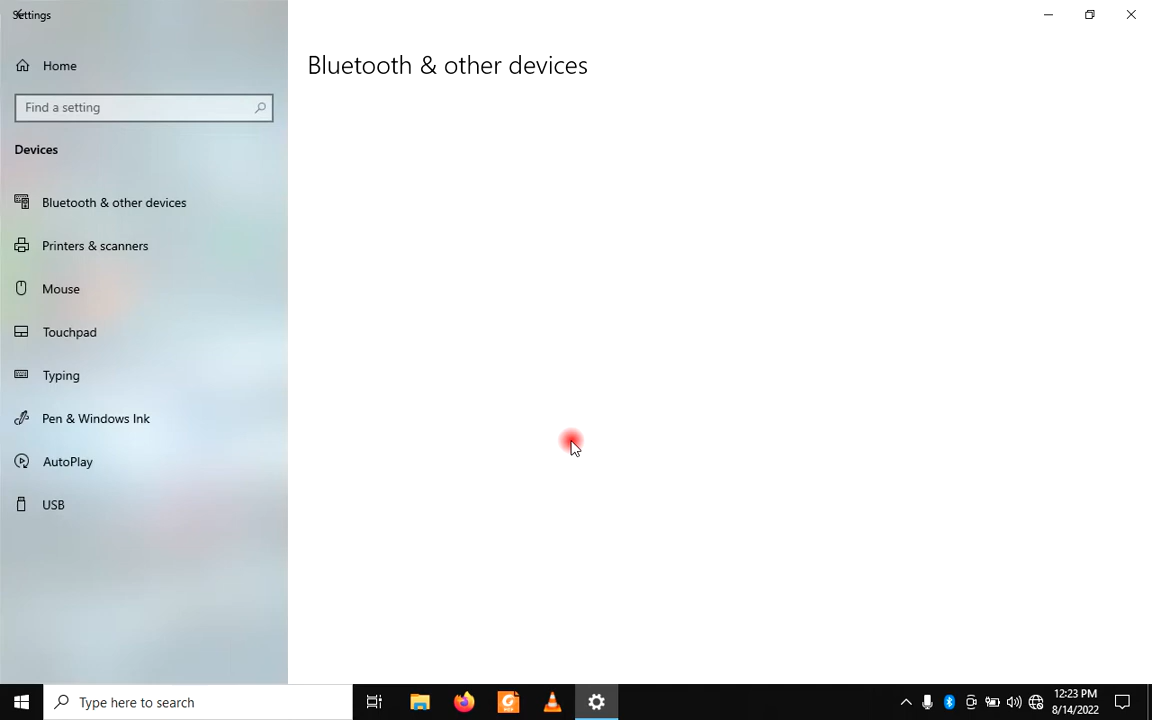 Settings
Home
Find a setting
Devices
Bluetooth & other devices
Printers & scanners
Mouse
Touchpad
Typing
Pen & Windows Ink
AutoPlay
USB
Bluetooth & other devices
Type here to search
12:23 PM
8/14/2022